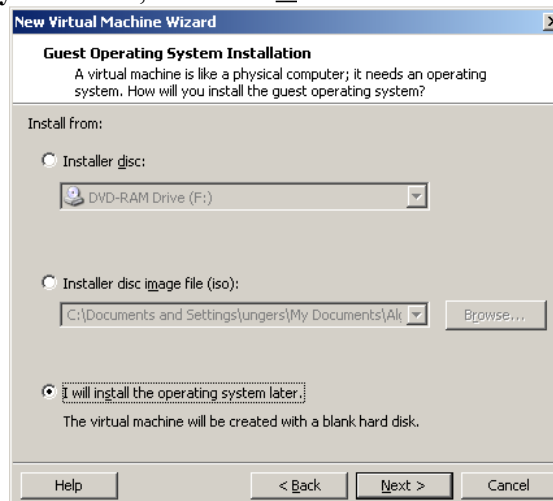 New Virtual Machine Wizard
Guest Operating System Installation
A virtual machine is like a physical computer; it needs an operating
system. How will you install the guest operating system?
Install from:
Installer disc:
DVD-RAM Drive (F:)
Installer disc image file (iso):
C:\Documents and Settings\ungers\My Documents\Ale
Browse...
I will install the operating system later.
The virtual machine will be created with a blank hard disk.
Help
< Back
Next >
Cancel